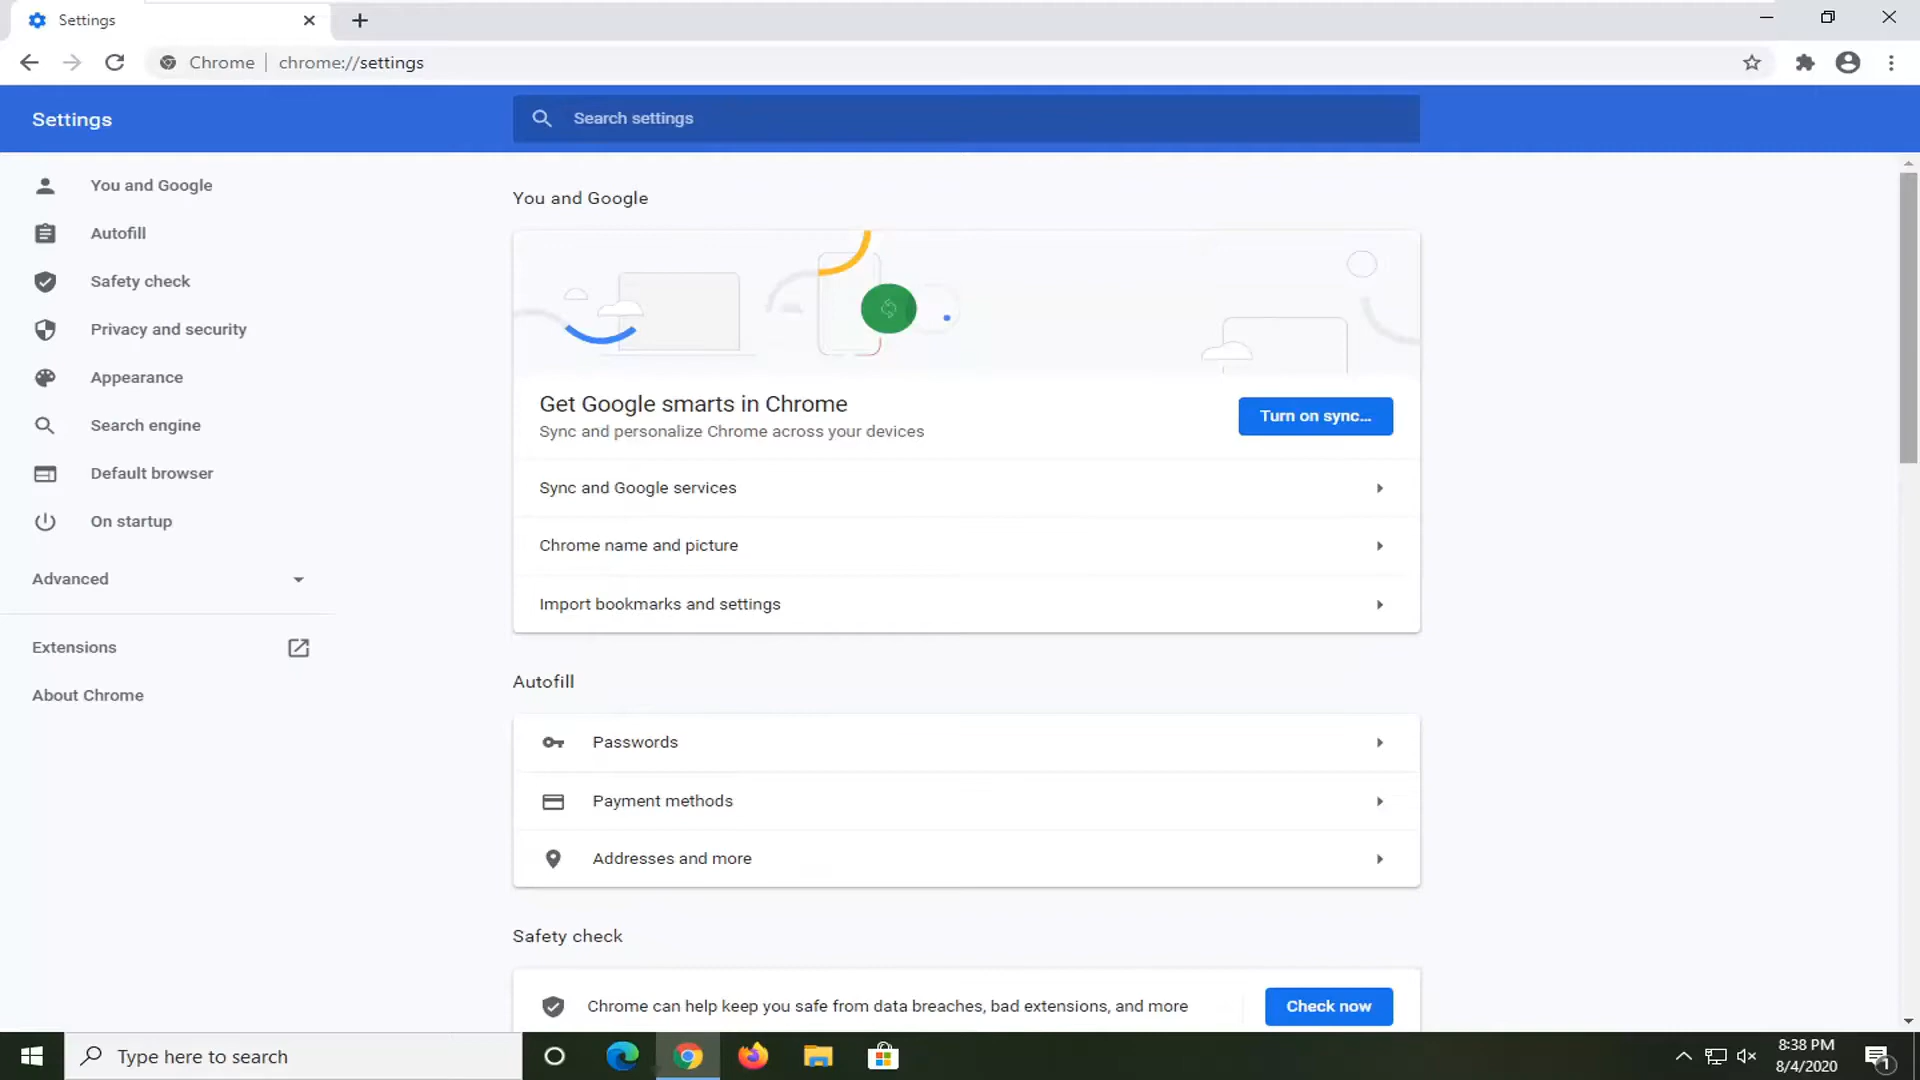 Settings
Chrome
chrome://settings
Settings
Search settings
You and Google
Autofill
Safety check
Privacy and security
Appearance
Search engine
Default browser
On startup
Advanced
Extensions
About Chrome
You and Google
Get Google smarts in Chrome
Sync and personalize Chrome across your devices
Turn on sync...
Sync and Google services
Chrome name and picture
Import bookmarks and settings
Autofill
Passwords
Payment methods
Addresses and more
Safety check
Chrome can help keep you safe from data breaches, bad extensions, and more
Check now
Type here to search
8:38 PM
8/4/2020
1